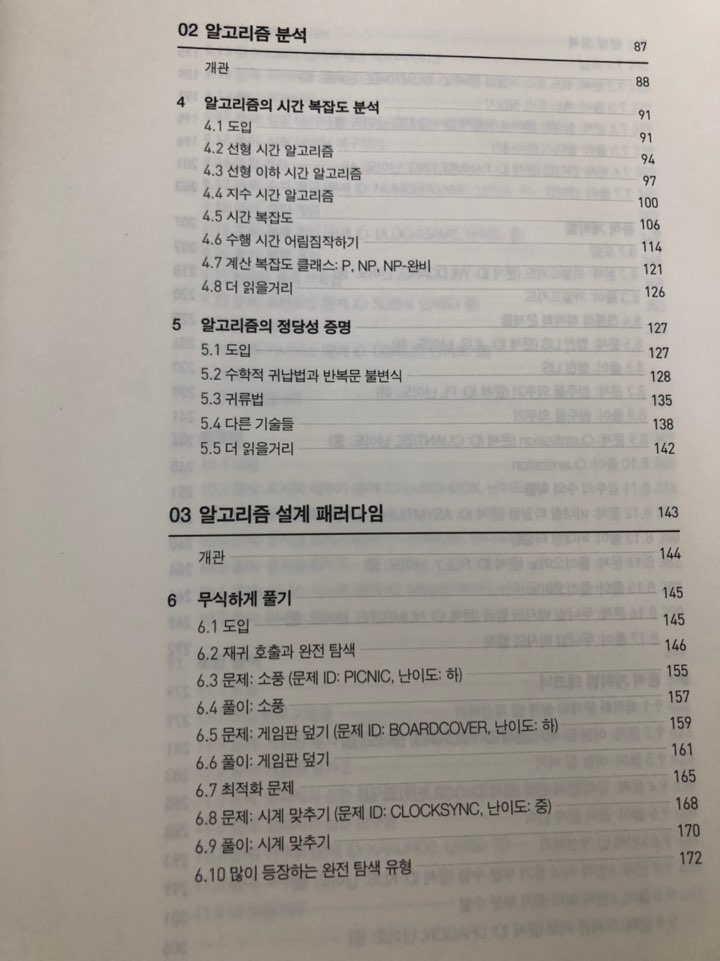 02 알고리즘 분석 87
개관 88
4 알고리즘의 시간 복잡도 분석 91
4.1 도입 91
4.2 선형 시간 알고리즘 94
4.3 선형 이하 시간 알고리즘 97
4.4 지수 시간 알고리즘 100
4.5 시간 복잡도 106
4.6 수행 시간 어림짐작하기 114
4.7 계산 복잡도 클래스: P, NP, NP-완비 121
4.8 더 읽을거리 126
5 알고리즘의 정당성 증명 127
5.1 도입 127
5.2 수학적 귀납법과 반복문 불변식 128
5.3 귀류법 135
5.4 다른 기술들 138
5.5 더 읽을거리 142
03 알고리즘 설계 패러다임 143
개관 144
6 무식하게 풀기 145
6.1 도입 145
6.2 재귀 호출과 완전 탐색 146
6.3 문제: 소풍 (문제 ID: PICNIC, 난이도: 하) 155
6.4 풀이: 소풍 157
6.5 문제: 게임판 덮기 (문제 ID: BOARDCOVER, 난이도: 하) 159
6.6 풀이: 게임판 덮기 161
6.7 최적화 문제 165
6.8 문제: 시계 맞추기 (문제 ID: CLOCKSYNC, 난이도: 중) 168
6.9 풀이: 시계 맞추기 170
6.10 많이 등장하는 완전 탐색 유형 172